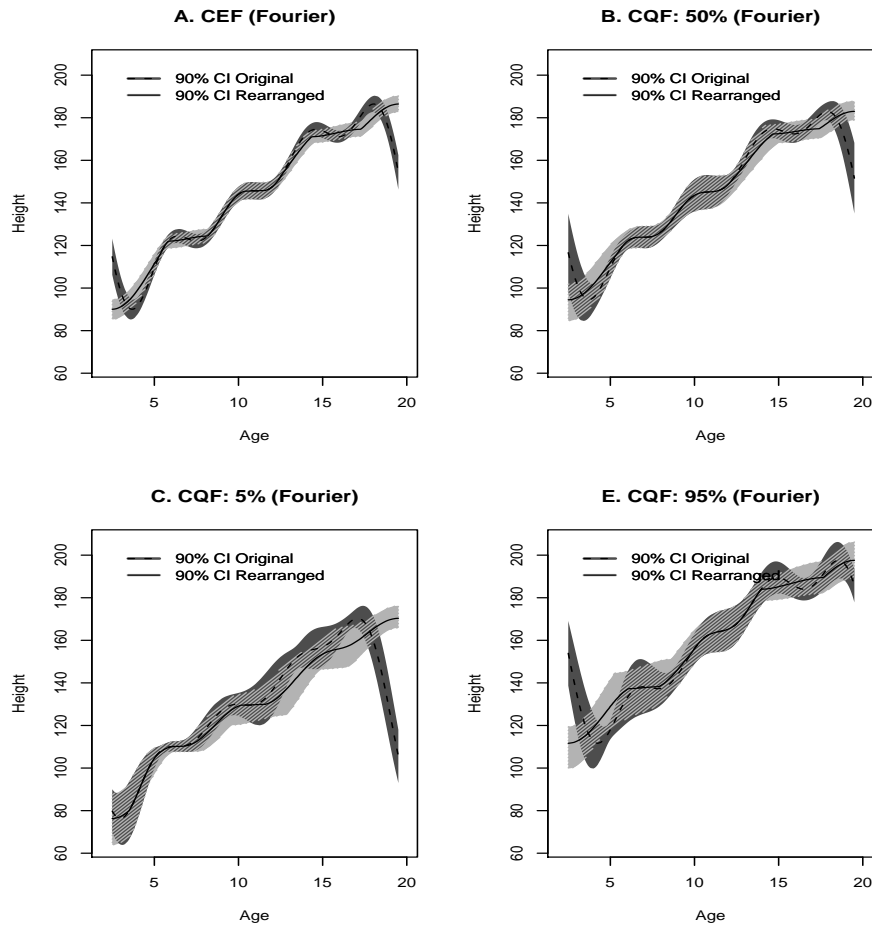 A. CEF (Fourier)
90% CI Original
90% CI Rearranged
Height
60 80 100 120 140 160 180 200
5 10 15 20
Age
B. CQF: 50% (Fourier)
90% CI Original
90% CI Rearranged
Height
60 80 100 120 140 160 180 200
5 10 15 20
Age
C. CQF: 5% (Fourier)
90% CI Original
90% CI Rearranged
Height
60 80 100 120 140 160 180 200
5 10 15 20
Age
E. CQF: 95% (Fourier)
90% CI Original
90% CI Rearranged
Height
60 80 100 120 140 160 180 200
5 10 15 20
Age